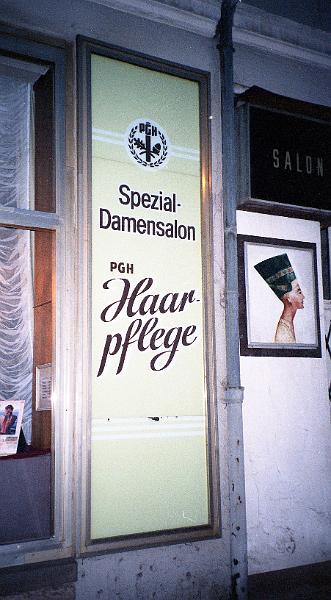 PGH
Spezial-
Damensalon
PGH
Haar-
pflege
SALON